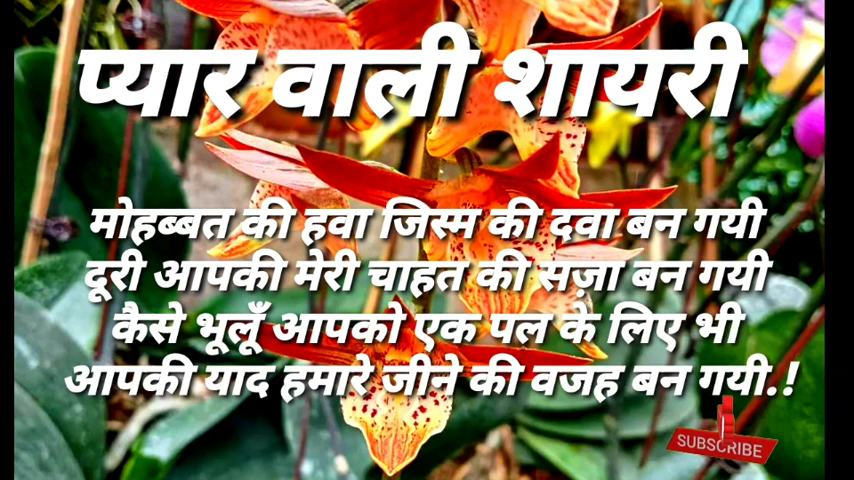 प्यार वाली शायरी
मोहब्बत की हवा जिस्म की दवा बन गयी
दूरी आपकी मेरी चाहत की सज़ा बन गयी
कैसे भूलूँ आपको एक पल के लिए भी
आपकी याद हमारे जीने की वजह बन गयी.!
SUBSCRIBE